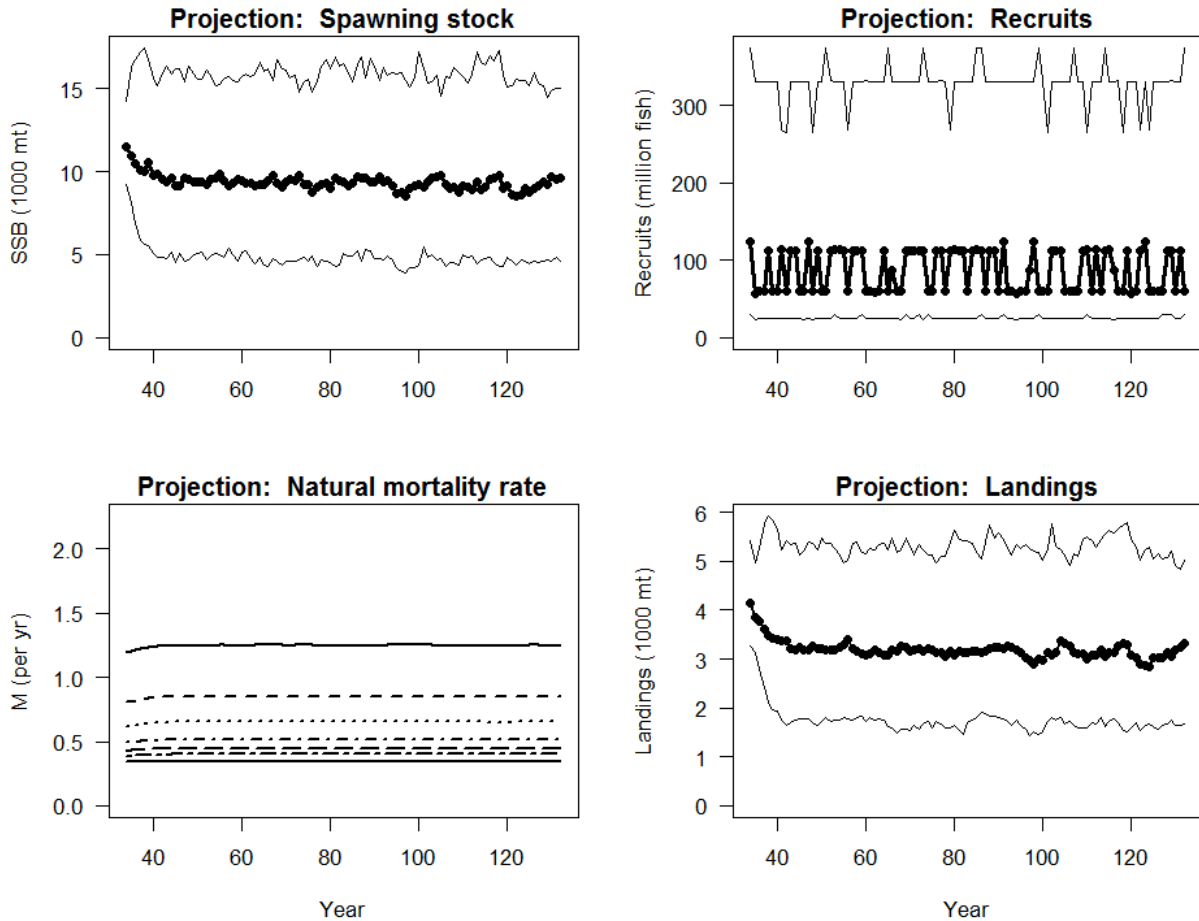 Projection: Spawning stock
SSB (1000 mt)
15
10
5
0
40 60 80 100 120
Projection: Recruits
Recruits (million fish)
300
200
100
0
40 60 80 100 120
Projection: Natural mortality rate
M (per yr)
2.0
1.5
1.0
0.5
0.0
40 60 80 100 120
Year
Projection: Landings
Landings (1000 mt)
6
5
4
3
2
1
0
40 60 80 100 120
Year